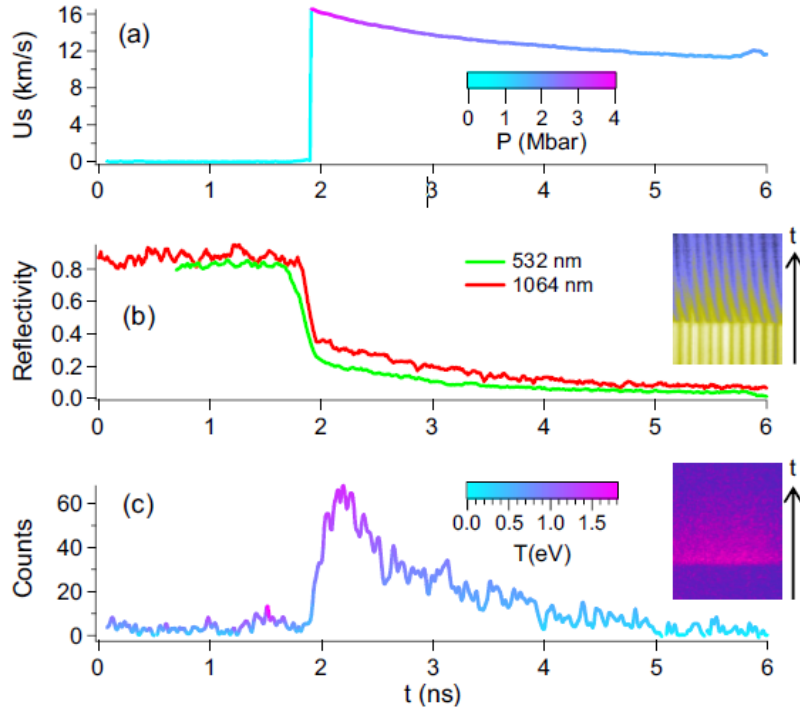 (a)
Us (km/s)
16
12
8
4
0
0 1 2 3 4
P (Mbar)
0 1 2 3 4 5 6
(b)
Reflectivity
0.8
0.6
0.4
0.2
0.0
532 nm
1064 nm
t
0 1 2 3 4 5 6
(c)
Counts
60
40
20
0
0.0 0.5 1.0 1.5
T(eV)
t
0 1 2 3 4 5 6
t (ns)